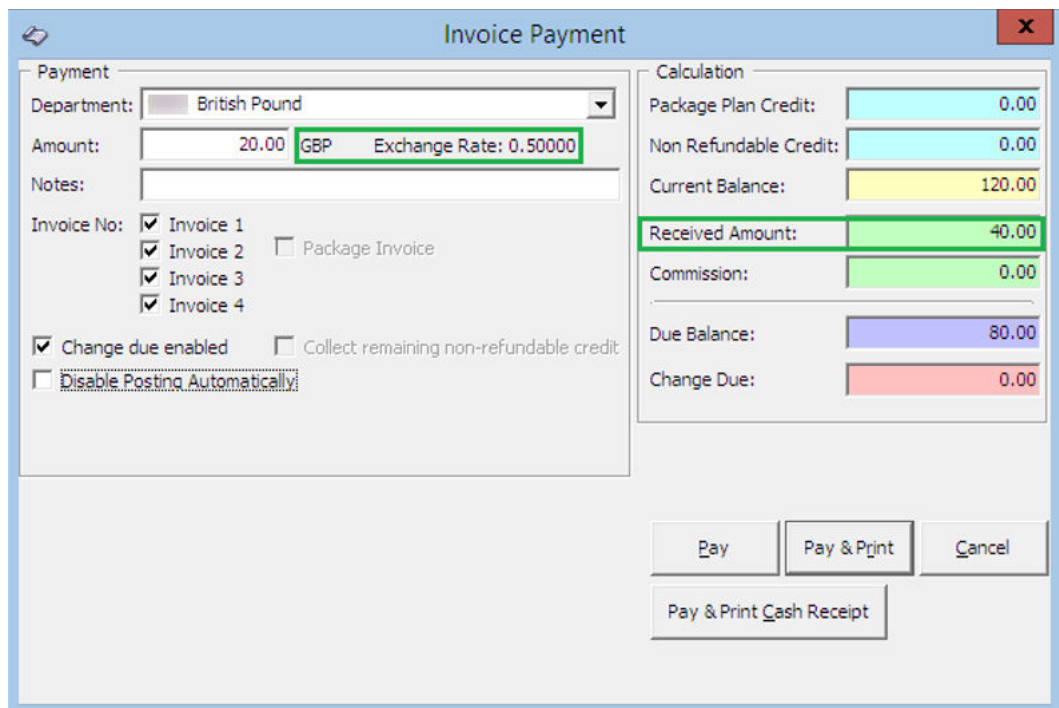 Invoice Payment
x
Payment
Department: British Pound
Amount: 20.00 GBP Exchange Rate: 0.50000
Notes:
Invoice No: Invoice 1
Invoice 2
Package Invoice
Invoice 3
Invoice 4
Change due enabled Collect remaining non-refundable credit
Disable Posting Automatically
Calculation
Package Plan Credit: 0.00
Non Refundable Credit: 0.00
Current Balance: 120.00
Received Amount: 40.00
Commission: 0.00
Due Balance: 80.00
Change Due: 0.00
Pay Pay & Print Cancel
Pay & Print Cash Receipt